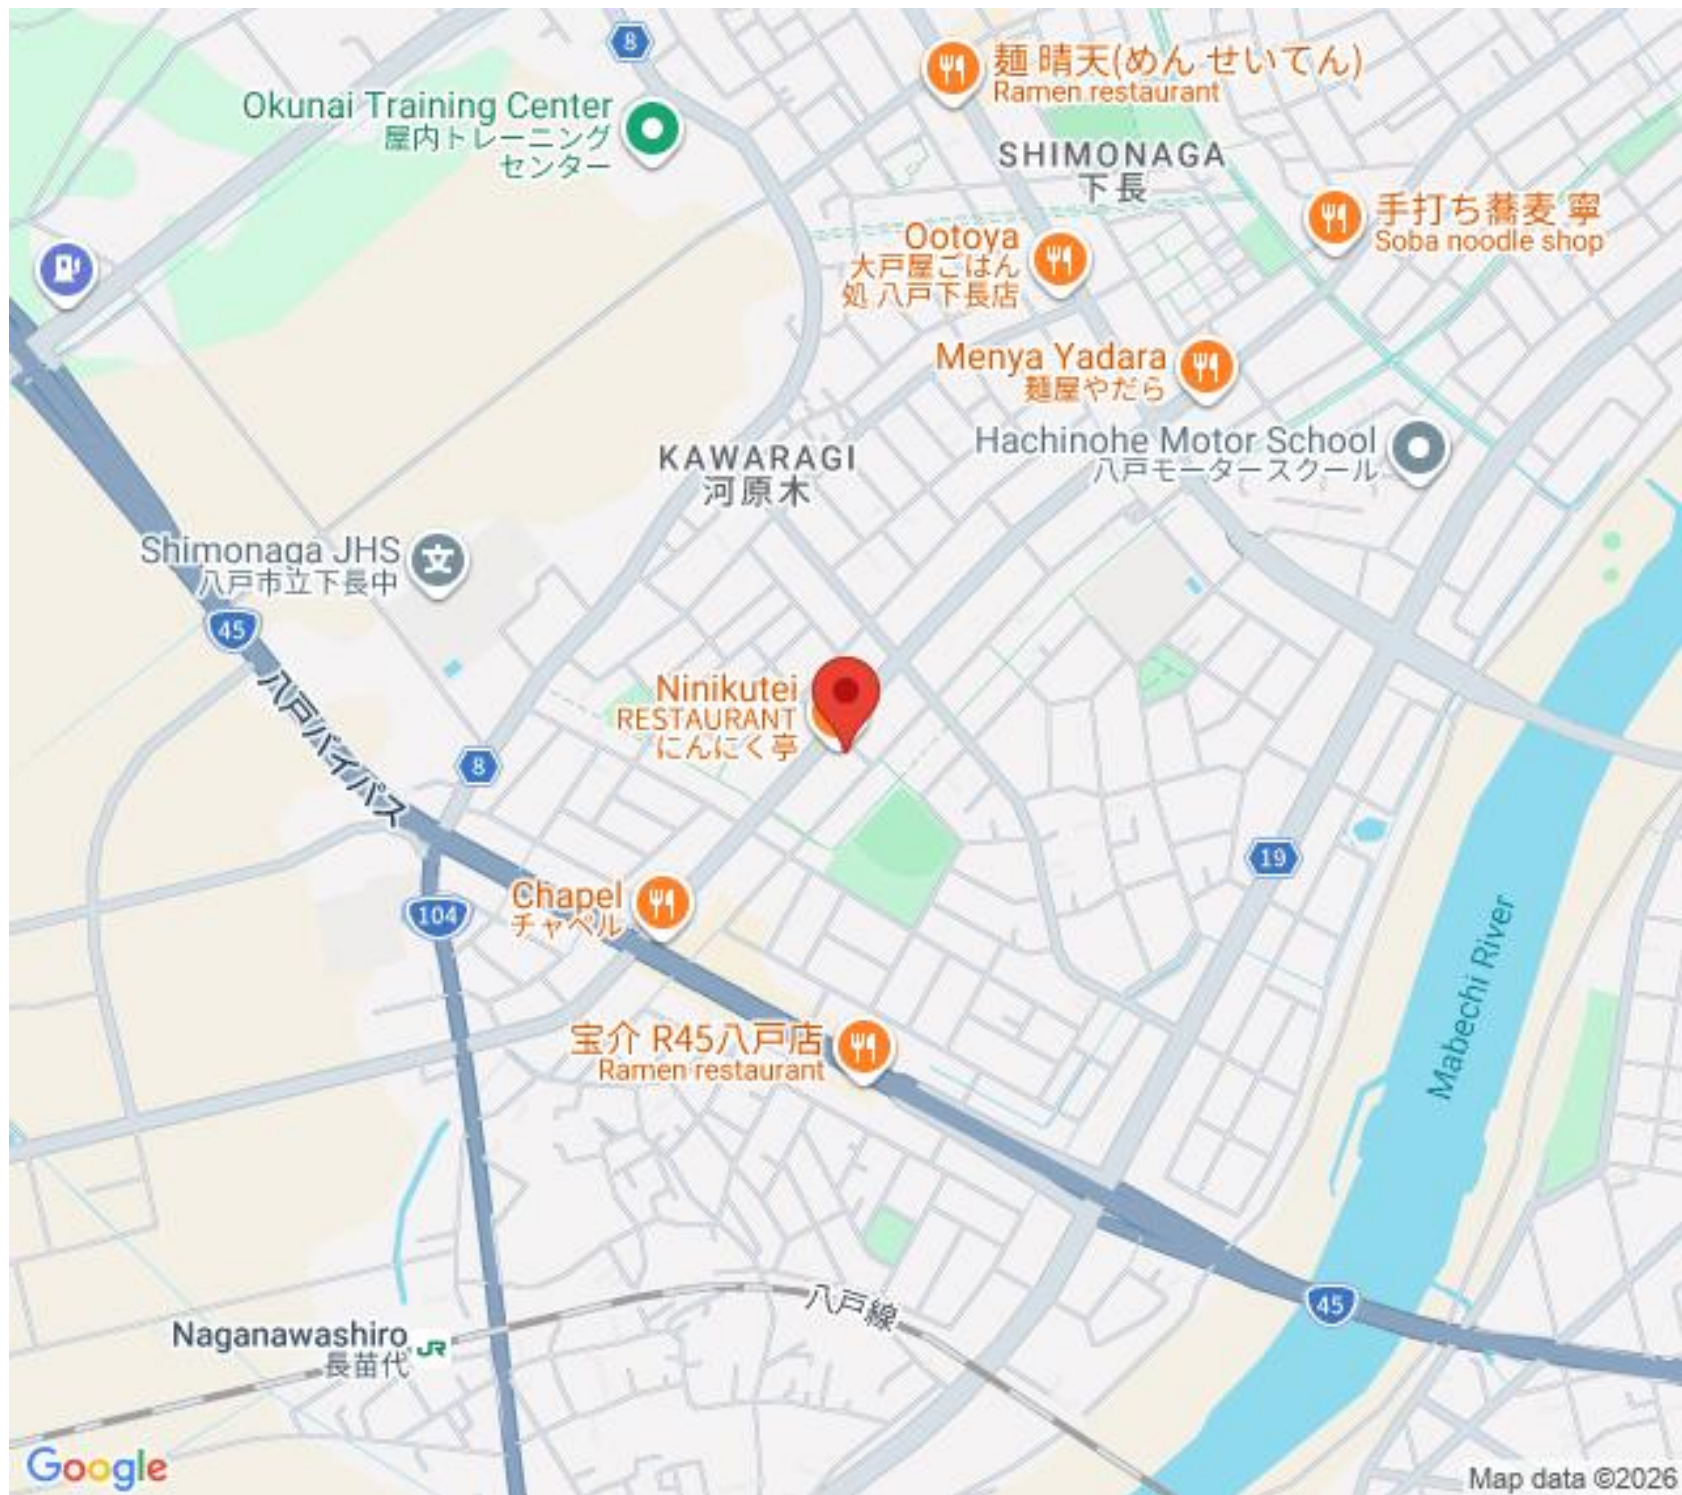 8
麺 晴天(めん せいてん)
Ramen restaurant
Okunai Training Center
屋内トレーニング
センター
SHIMONAGA
下長
手打ち蕎麦 寧
Soba noodle shop
Ootoya
大戸屋ごはん
処 八戸下長店
Menya Yadara
麺屋やだら
Hachinohe Motor School
八戸モータースクール
KAWARAGI
河原木
Shimonaga JHS
八戸市立下長中
文
45
八戸バイパス
Ninikutei
RESTAURANT
にんにく亭
8
19
Chapel
チャペル
104
Mabechi River
宝介 R45八戸店
Ramen restaurant
八戸線
45
Naganawashiro
長苗代
JR
Google
Map data ©2026